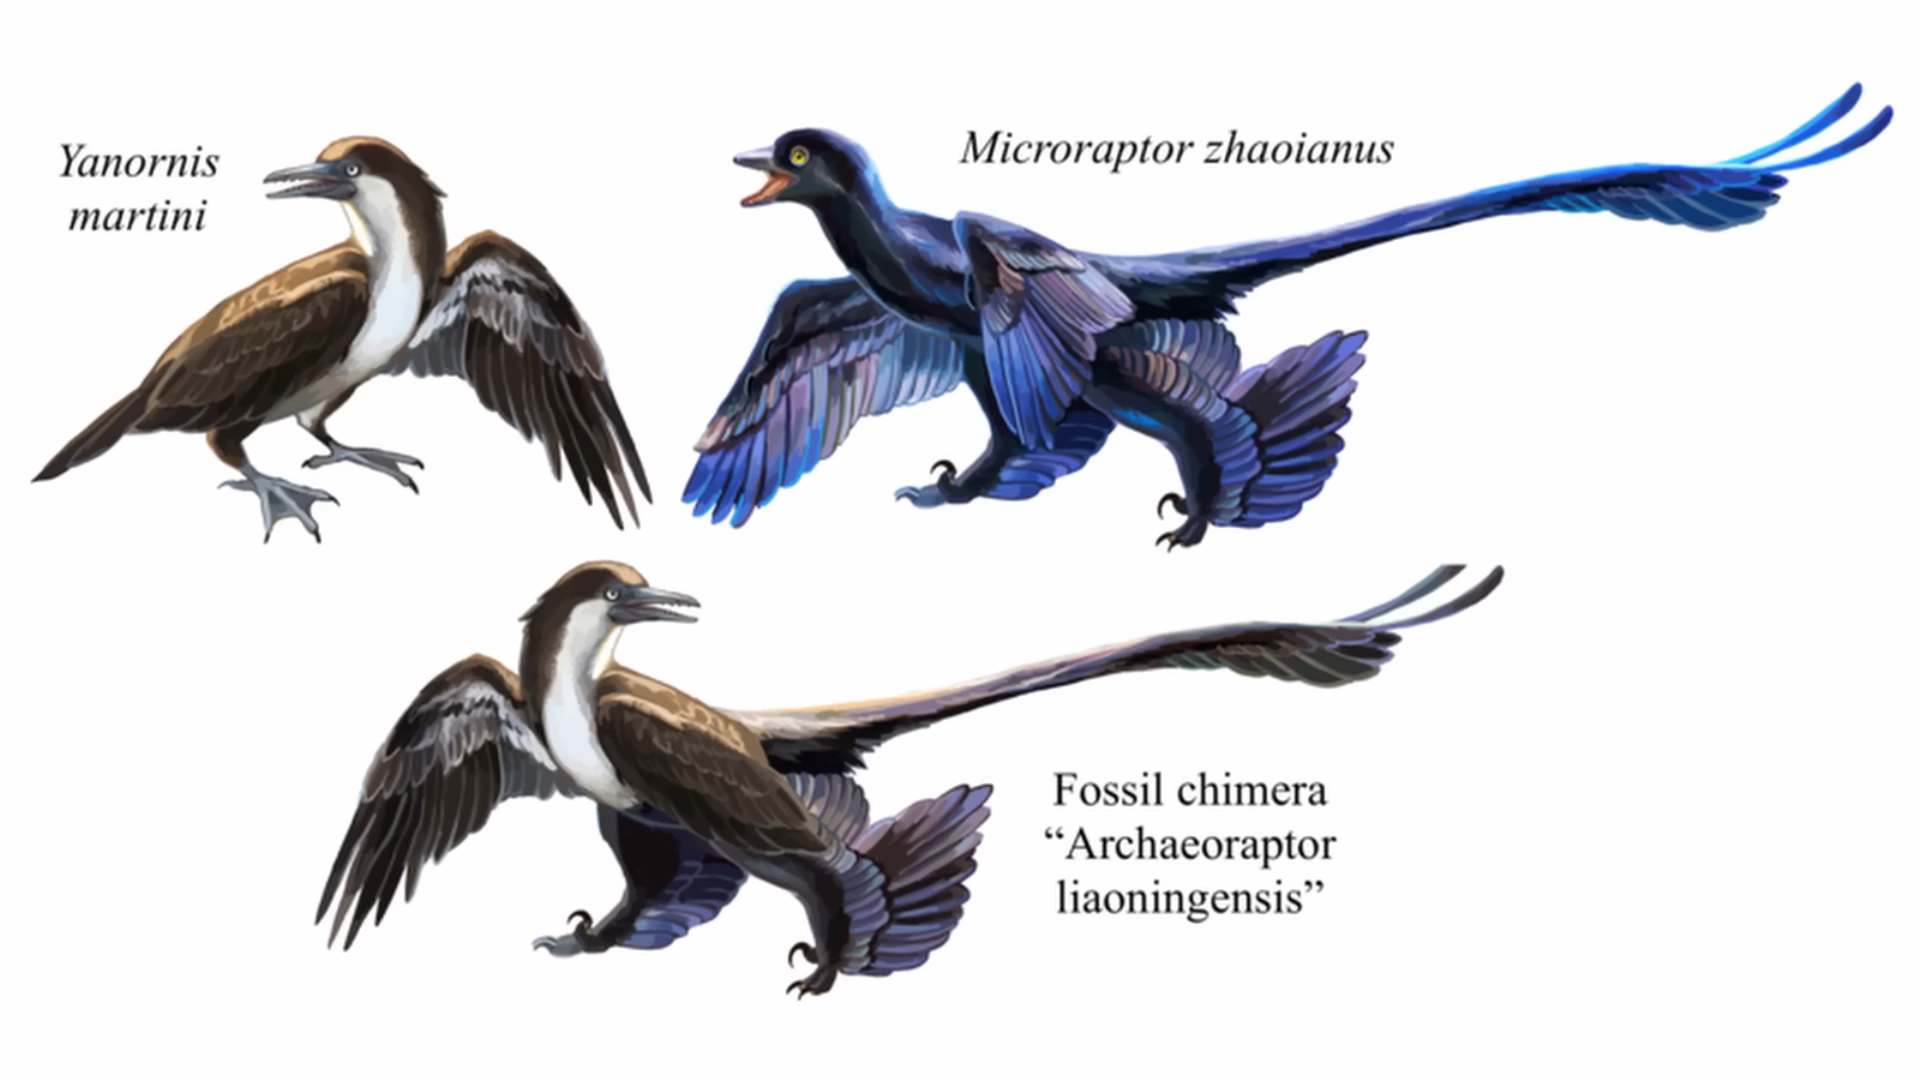 Yanornis
martini
Microraptor zhaoianus
Fossil chimera
“Archaeoraptor
liaoningensis”